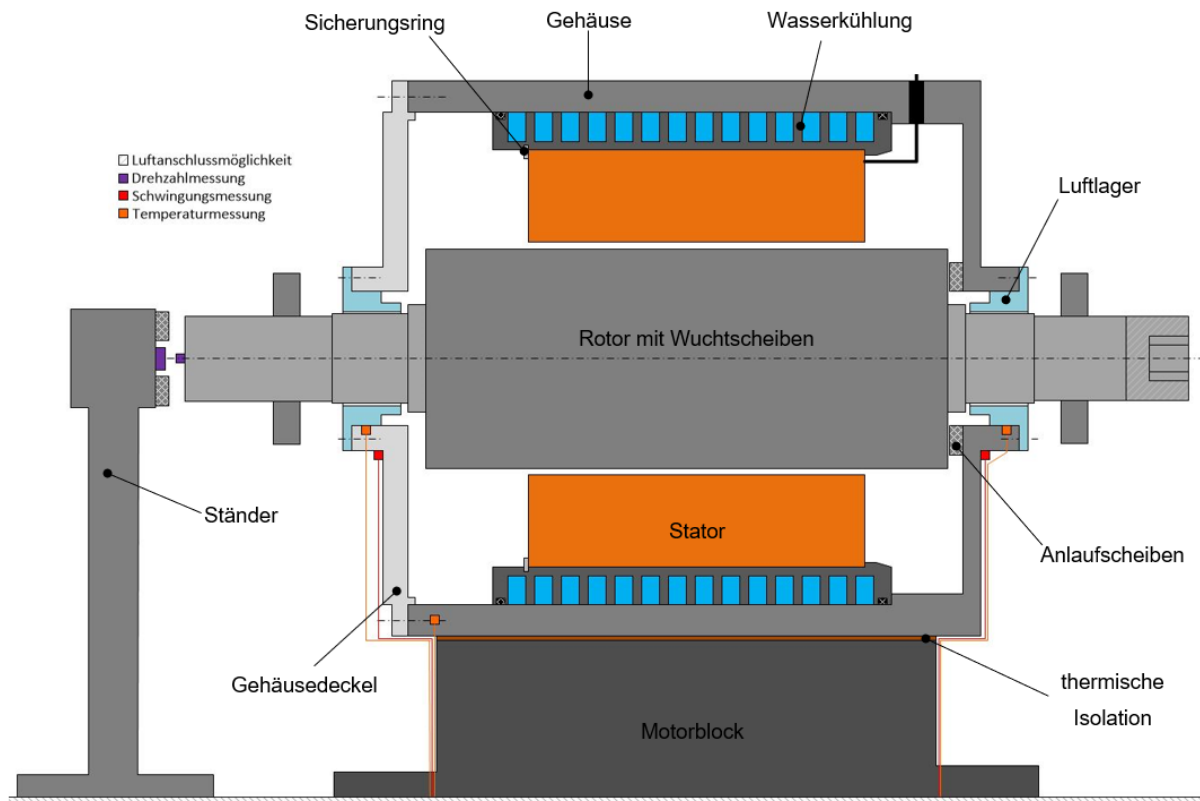 Sicherungsring
Gehäuse
Wasserkühlung
Luftanschlussmöglichkeit
Drehzahlmessung
Schwingungsmessung
Temperaturmessung
Luftlager
Rotor mit Wuchtscheiben
Ständer
Stator
Anlaufscheiben
Gehäusedeckel
thermische
Isolation
Motorblock